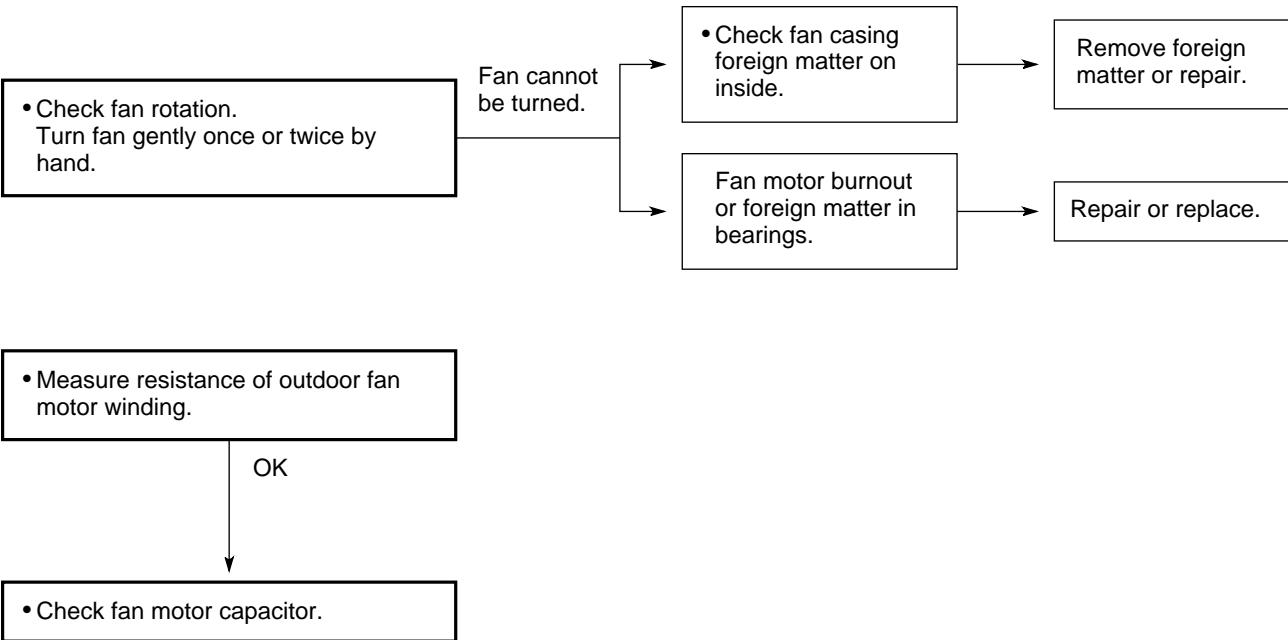 • Check fan rotation.
Turn fan gently once or twice by
hand.
Fan cannot
be turned.
• Check fan casing
foreign matter on
inside.
Remove foreign
matter or repair.
Fan motor burnout
or foreign matter in
bearings.
Repair or replace.
• Measure resistance of outdoor fan
motor winding.
OK
• Check fan motor capacitor.